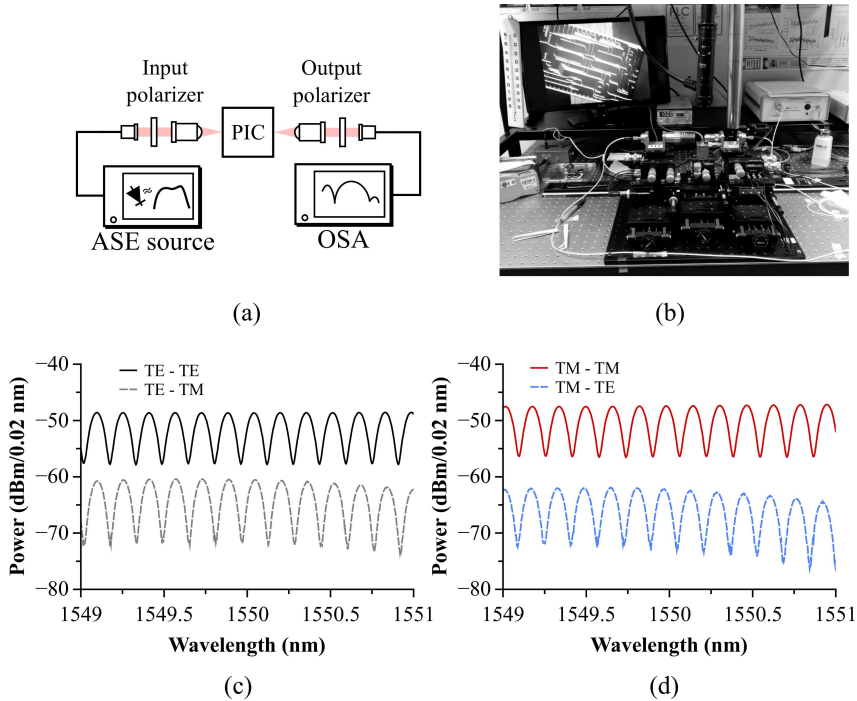 Input
polarizer
Output
polarizer
PIC
ASE source
OSA
(a)
(b)
−40
−50
−60
−70
−80
Power (dBm/0.02 nm)
TE - TE
TE - TM
1549
1549.5
1550
1550.5
1551
Wavelength (nm)
(c)
−40
−50
−60
−70
−80
Power (dBm/0.02 nm)
TM - TM
TM - TE
1549
1549.5
1550
1550.5
1551
Wavelength (nm)
(d)